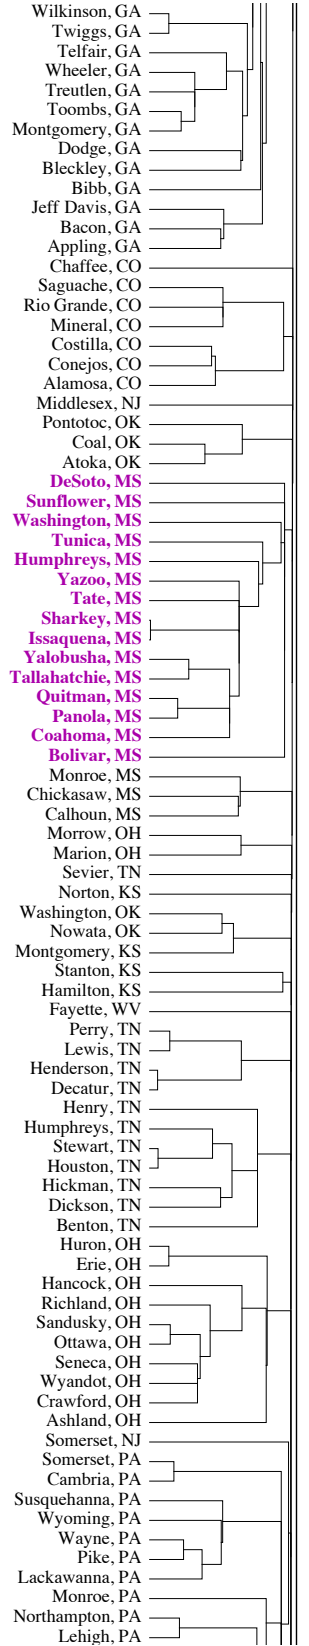 Wilkinson, GA
Twiggs, GA
Telfair, GA
Wheeler, GA
Treutlen, GA
Toombs, GA
Montgomery, GA
Dodge, GA
Bleckley, GA
Bibb, GA
Jeff Davis, GA
Bacon, GA
Appling, GA
Chaffee, CO
Saguache, CO
Rio Grande, CO
Mineral, CO
Costilla, CO
Conejos, CO
Alamosa, CO
Middlesex, NJ
Pontotoc, OK
Coal, OK
Atoka, OK
DeSoto, MS
Sunflower, MS
Washington, MS
Tunica, MS
Humphreys, MS
Yazoo, MS
Tate, MS
Sharkey, MS
Issaquena, MS
Yalobusha, MS
Tallahatchie, MS
Quitman, MS
Panola, MS
Coahoma, MS
Bolivar, MS
Monroe, MS
Chickasaw, MS
Calhoun, MS
Morrow, OH
Marion, OH
Sevier, TN
Norton, KS
Washington, OK
Nowata, OK
Montgomery, KS
Stanton, KS
Hamilton, KS
Fayette, WV
Perry, TN
Lewis, TN
Henderson, TN
Decatur, TN
Henry, TN
Humphreys, TN
Stewart, TN
Houston, TN
Hickman, TN
Dickson, TN
Benton, TN
Huron, OH
Erie, OH
Hancock, OH
Richland, OH
Sandusky, OH
Ottawa, OH
Seneca, OH
Wyandot, OH
Crawford, OH
Ashland, OH
Somerset, NJ
Somerset, PA
Cambria, PA
Susquehanna, PA
Wyoming, PA
Wayne, PA
Pike, PA
Lackawanna, PA
Monroe, PA
Northampton, PA
Lehigh, PA